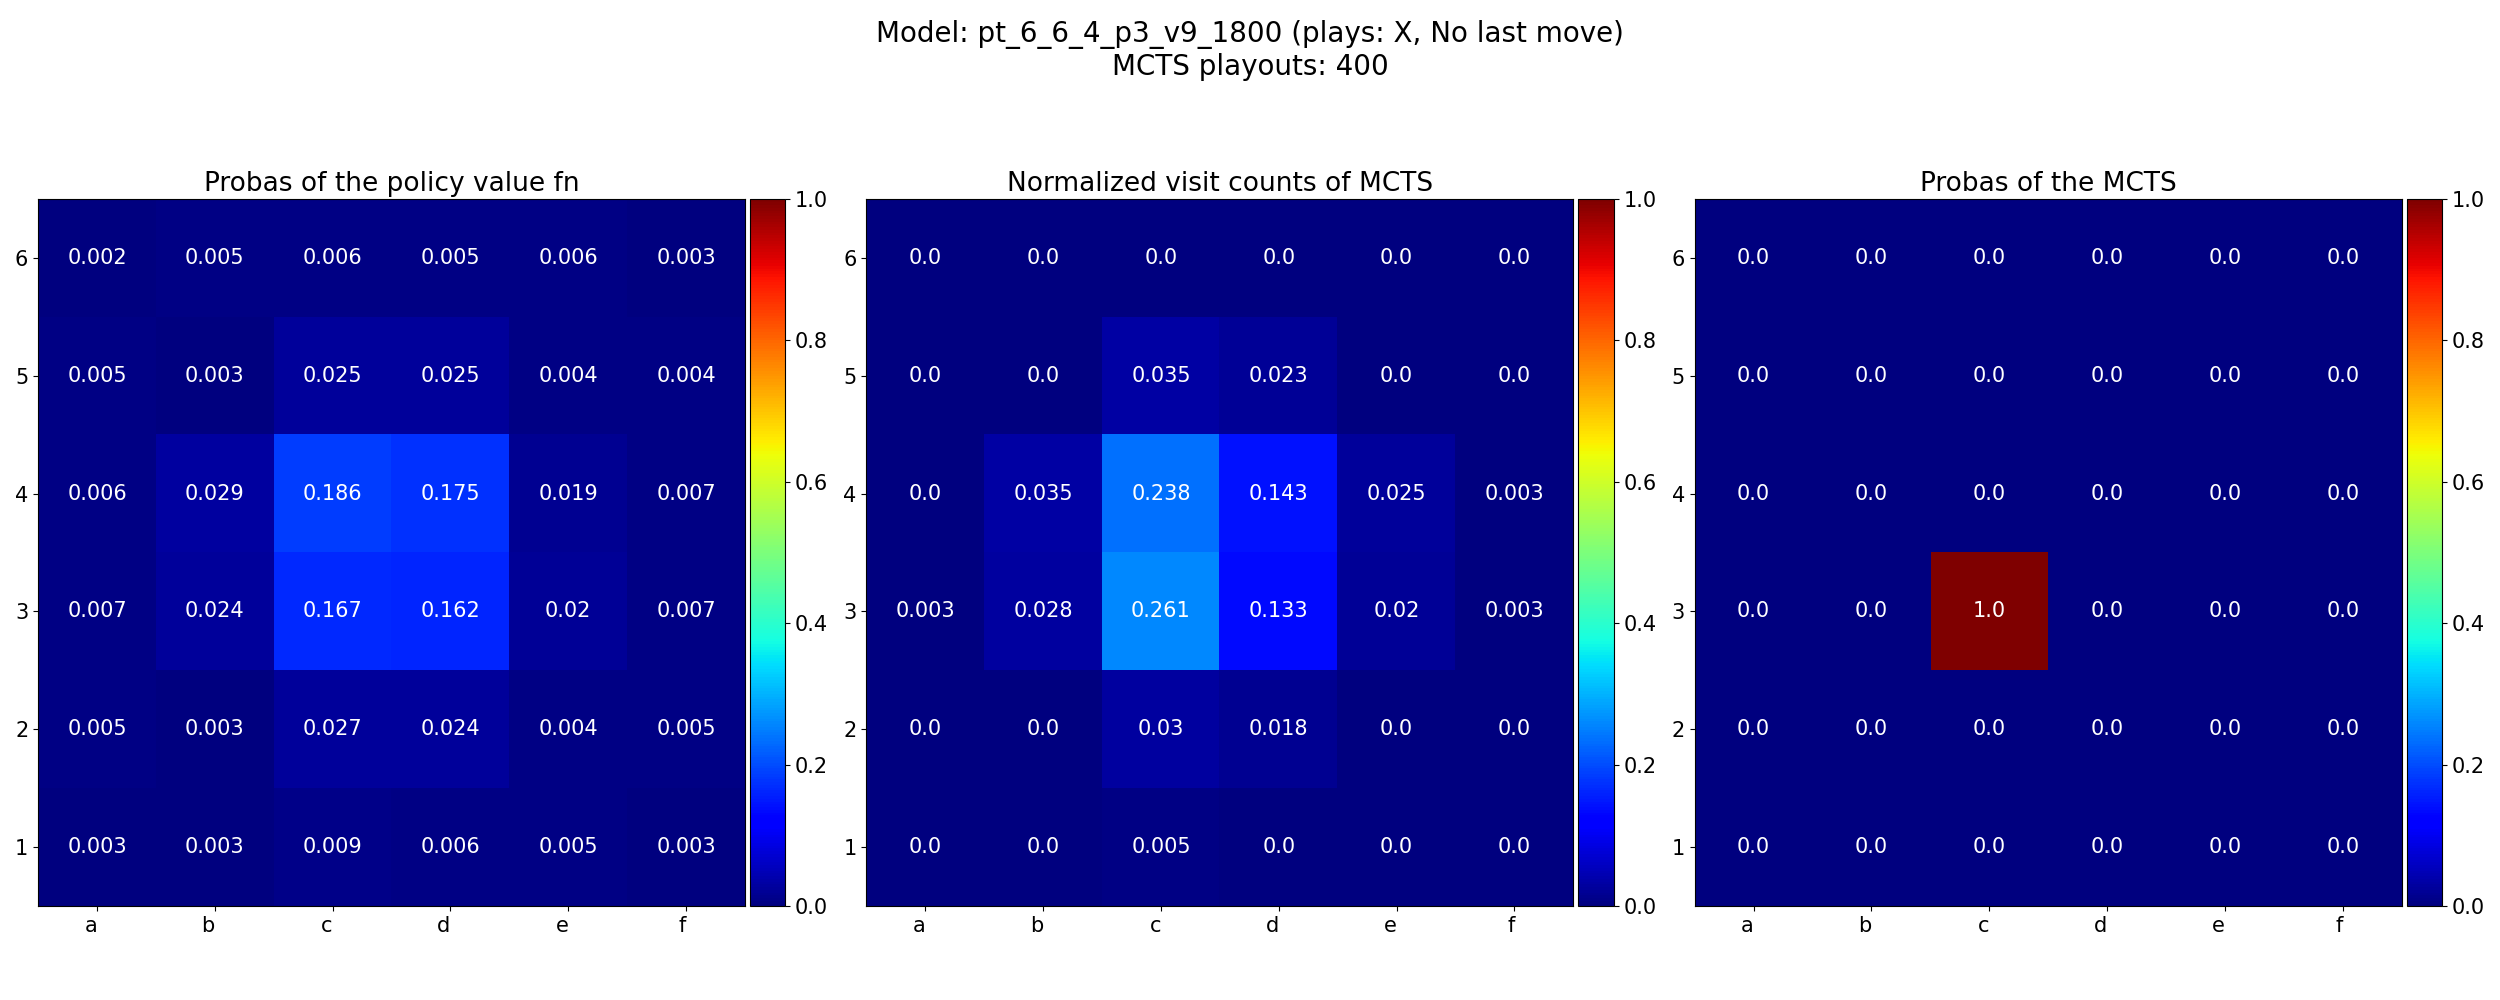 Model: pt_6_6_4_p3_v9_1800 (plays: X, No last move)
MCTS playouts: 400
Probas of the policy value fn
1.0
6 0.002 0.005 0.006 0.005 0.006 0.003
0.8
5 0.005 0.003 0.025 0.025 0.004 0.004
0.6
4 0.006 0.029 0.186 0.175 0.019 0.007
0.4
3 0.007 0.024 0.167 0.162 0.02 0.007
0.2
2 0.005 0.003 0.027 0.024 0.004 0.005
1 0.003 0.003 0.009 0.006 0.005 0.003
0.0
a b c d e f
Normalized visit counts of MCTS
1.0
6 0.0 0.0 0.0 0.0 0.0 0.0
0.8
5 0.0 0.0 0.035 0.023 0.0 0.0
0.6
4 0.0 0.035 0.238 0.143 0.025 0.003
0.4
3 0.003 0.028 0.261 0.133 0.02 0.003
0.2
2 0.0 0.0 0.03 0.018 0.0 0.0
1 0.0 0.0 0.005 0.0 0.0 0.0
0.0
a b c d e f
Probas of the MCTS
1.0
6 0.0 0.0 0.0 0.0 0.0 0.0
0.8
5 0.0 0.0 0.0 0.0 0.0 0.0
0.6
4 0.0 0.0 0.0 0.0 0.0 0.0
0.4
3 0.0 0.0 1.0 0.0 0.0 0.0
0.2
2 0.0 0.0 0.0 0.0 0.0 0.0
1 0.0 0.0 0.0 0.0 0.0 0.0
0.0
a b c d e f